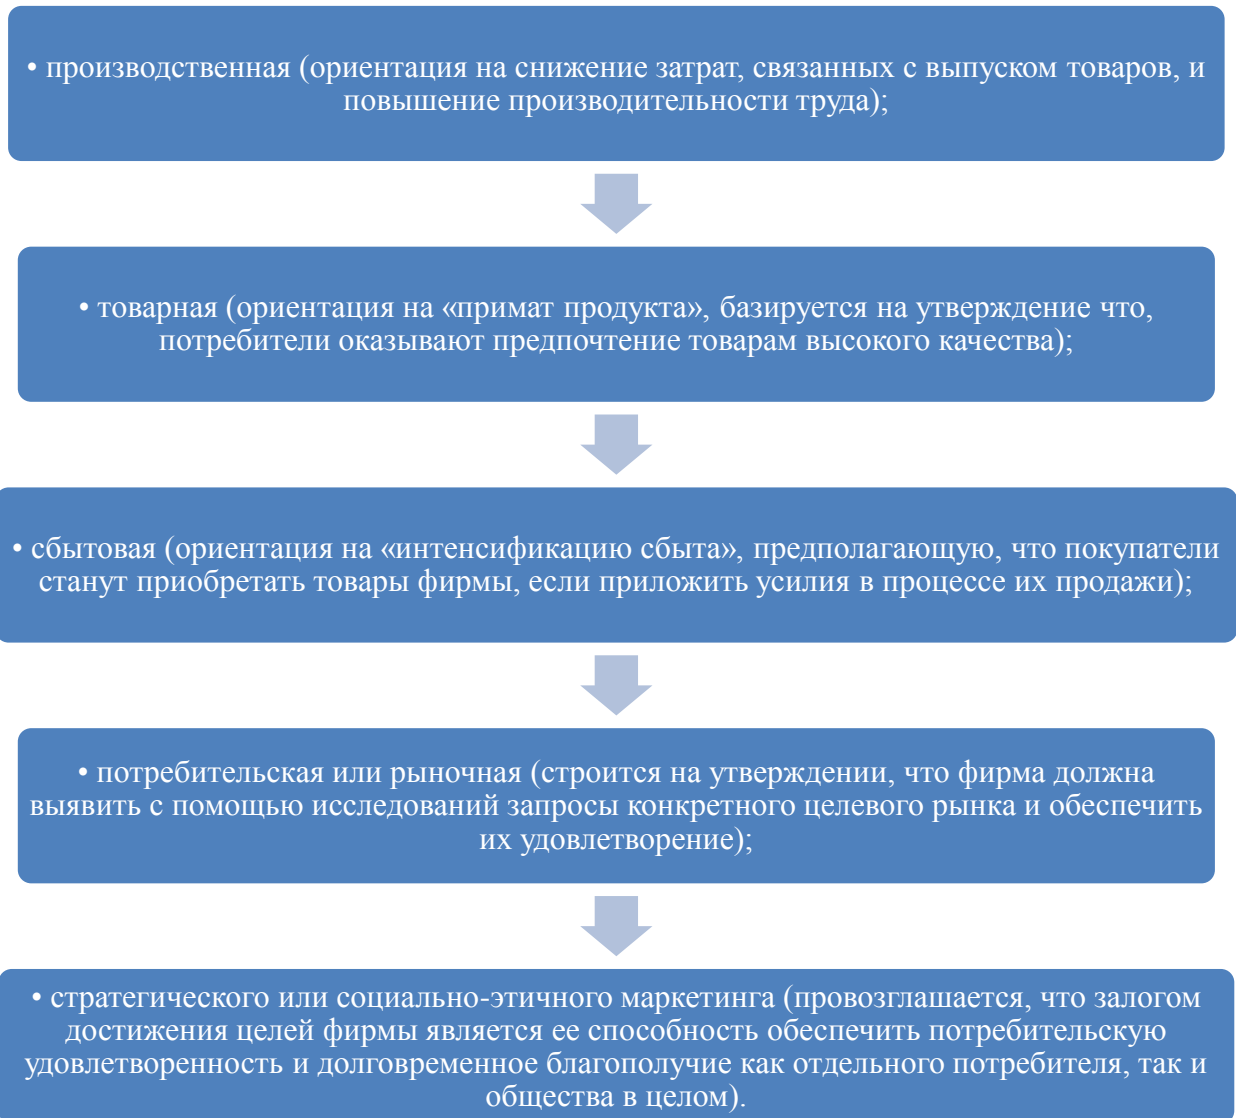 • производственная (ориентация на снижение затрат, связанных с выпуском товаров, и
повышение производительности труда);
• товарная (ориентация на «примат продукта», базируется на утверждение что,
потребители оказывают предпочтение товарам высокого качества);
• сбытовая (ориентация на «интенсификацию сбыта», предполагающую, что покупатели
станут приобретать товары фирмы, если приложить усилия в процессе их продажи);
• потребительская или рыночная (строится на утверждении, что фирма должна
выявить с помощью исследований запросы конкретного целевого рынка и обеспечить
их удовлетворение);
• стратегического или социально-этичного маркетинга (провозглашается, что залогом
достижения целей фирмы является ее способность обеспечить потребительскую
удовлетворенность и долговременное благополучие как отдельного потребителя, так и
общества в целом).